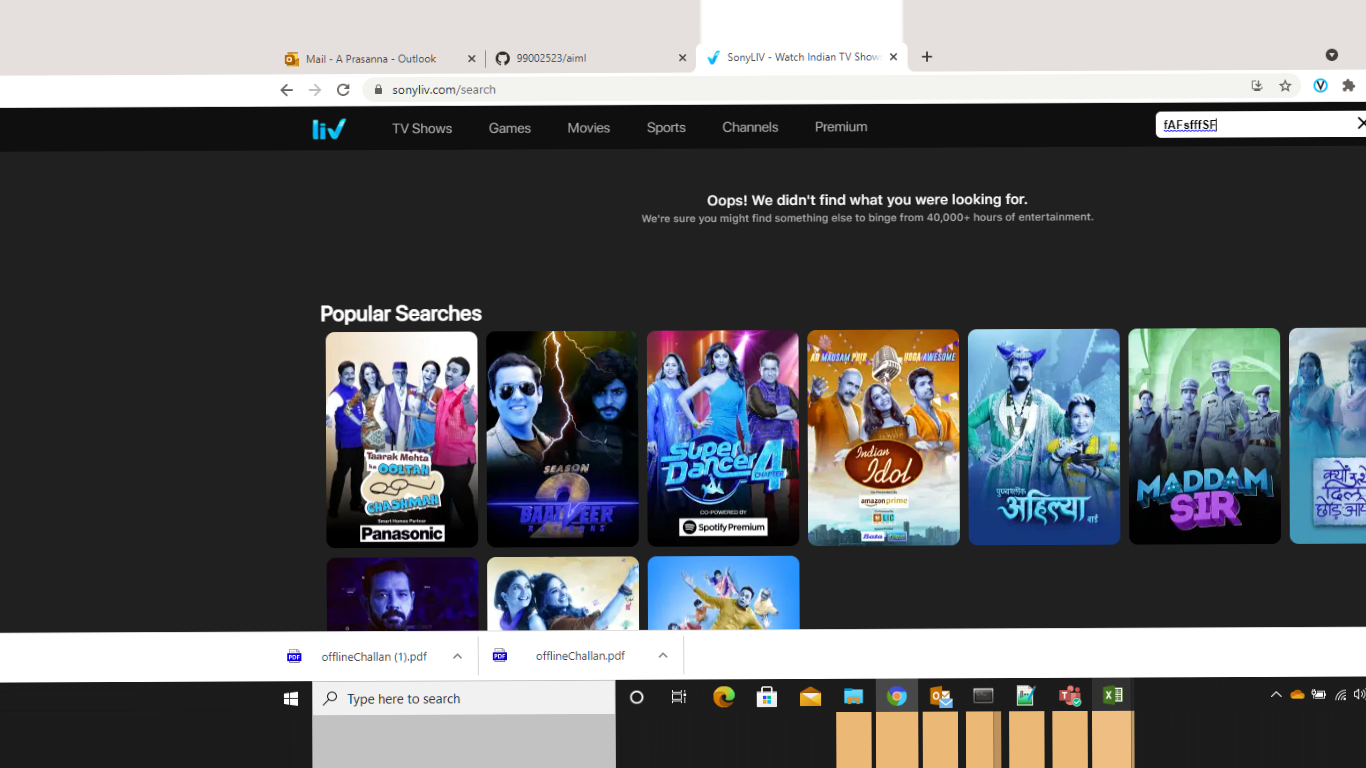 Mail - A Prasanna - Outlook
99002523/aiml
SonyLIV - Watch Indian TV Show
sonyliv.com/search
liv
TV Shows
Games
Movies
Sports
Channels
Premium
fAFsfffSF
Oops! We didn't find what you were looking for.
We're sure you might find something else to binge from 40,000+ hours of entertainment.
Popular Searches
Taarak Mehta
OOLTAH
CHASHMAH
Smart Homes Partner
Panasonic
SEASON
2
BAALVEER
RETURNS
Super
Dancer 4
CHAPTER
CO-POWERED BY
Spotify Premium
AB MAUSAM PHIR HOGA AWESOME
Indian
Idol
amazon prime
Bata
पुण्यश्लोक
अहिल्या
बाई
MADDAM
SIR
क्यों
दिल
छोड़ आए
PDF
offlineChallan (1).pdf
PDF
offlineChallan.pdf
Type here to search